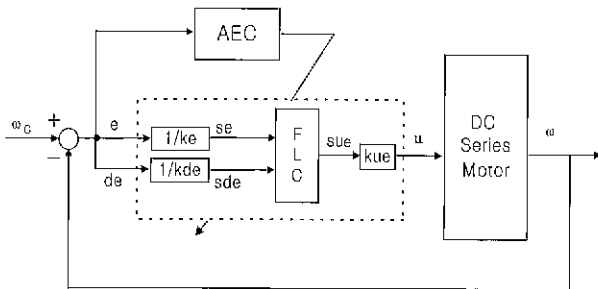 AEC
+
ωc
e
1/ke
se
F
L
C
sue
kue
u
DC
Series
Motor
ω
−
de
1/kde
sde